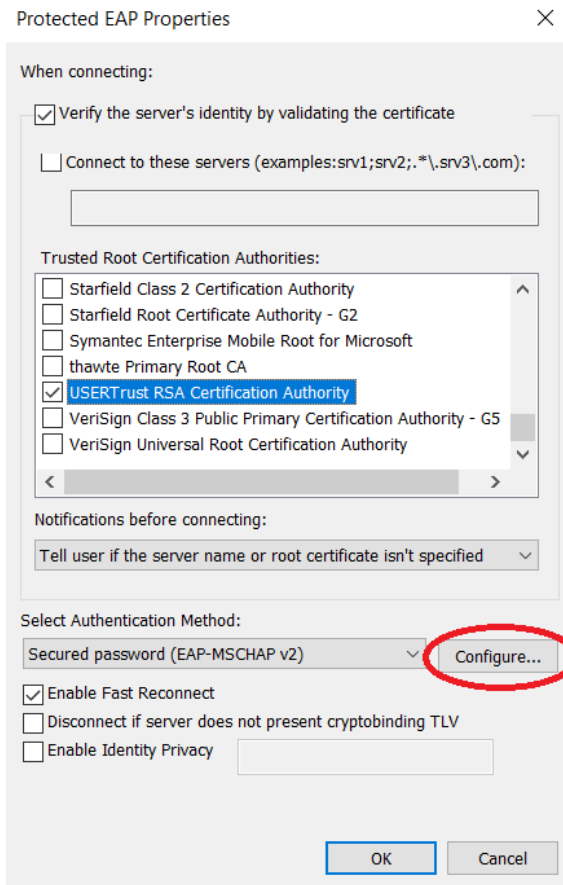 Protected EAP Properties
When connecting:
Verify the server's identity by validating the certificate
Connect to these servers (examples:srv1;srv2;.*\.srv3\.com):
Trusted Root Certification Authorities:
Starfield Class 2 Certification Authority
Starfield Root Certificate Authority - G2
Symantec Enterprise Mobile Root for Microsoft
thawte Primary Root CA
USERTrust RSA Certification Authority
VeriSign Class 3 Public Primary Certification Authority - G5
VeriSign Universal Root Certification Authority
Notifications before connecting:
Tell user if the server name or root certificate isn't specified
Select Authentication Method:
Secured password (EAP-MSCHAP v2) Configure...
Enable Fast Reconnect
Disconnect if server does not present cryptobinding TLV
Enable Identity Privacy
OK Cancel